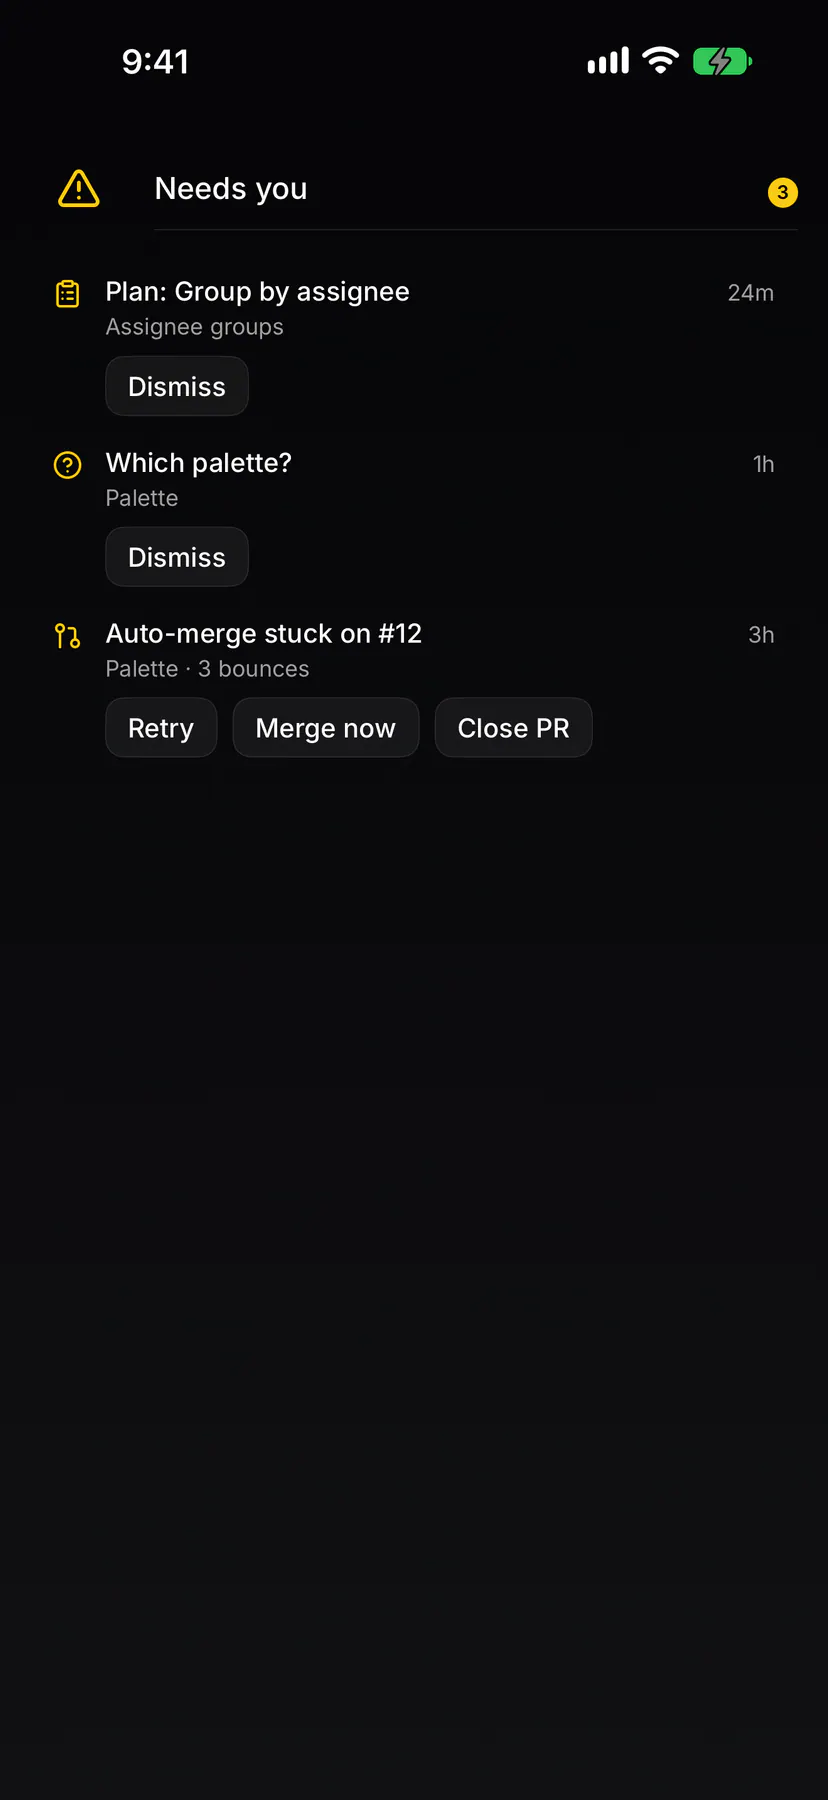 9:41
Needs you
3
Plan: Group by assignee
24m
Assignee groups
Dismiss
Which palette?
1h
Palette
Dismiss
Auto-merge stuck on #12
3h
Palette · 3 bounces
Retry
Merge now
Close PR